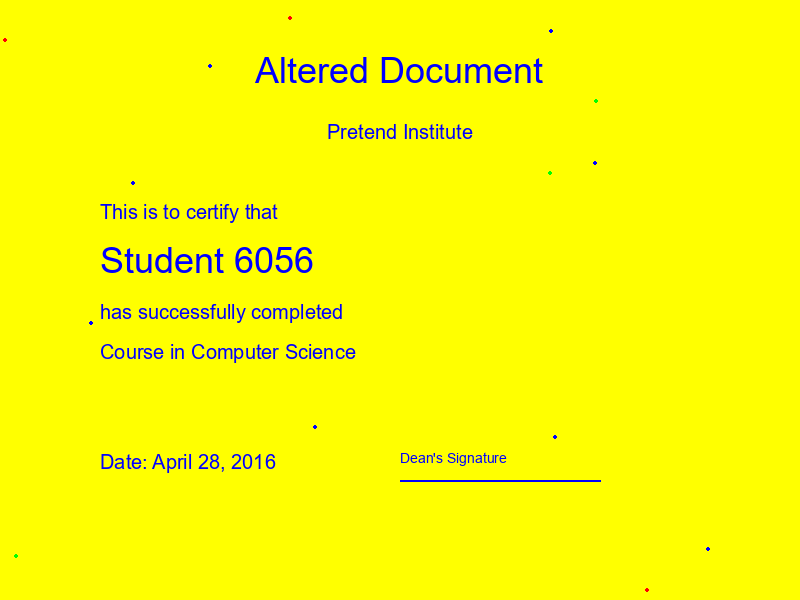 Altered Document
Pretend Institute
This is to certify that
Student 6056
has successfully completed
Course in Computer Science
Date: April 28, 2016
Dean's Signature